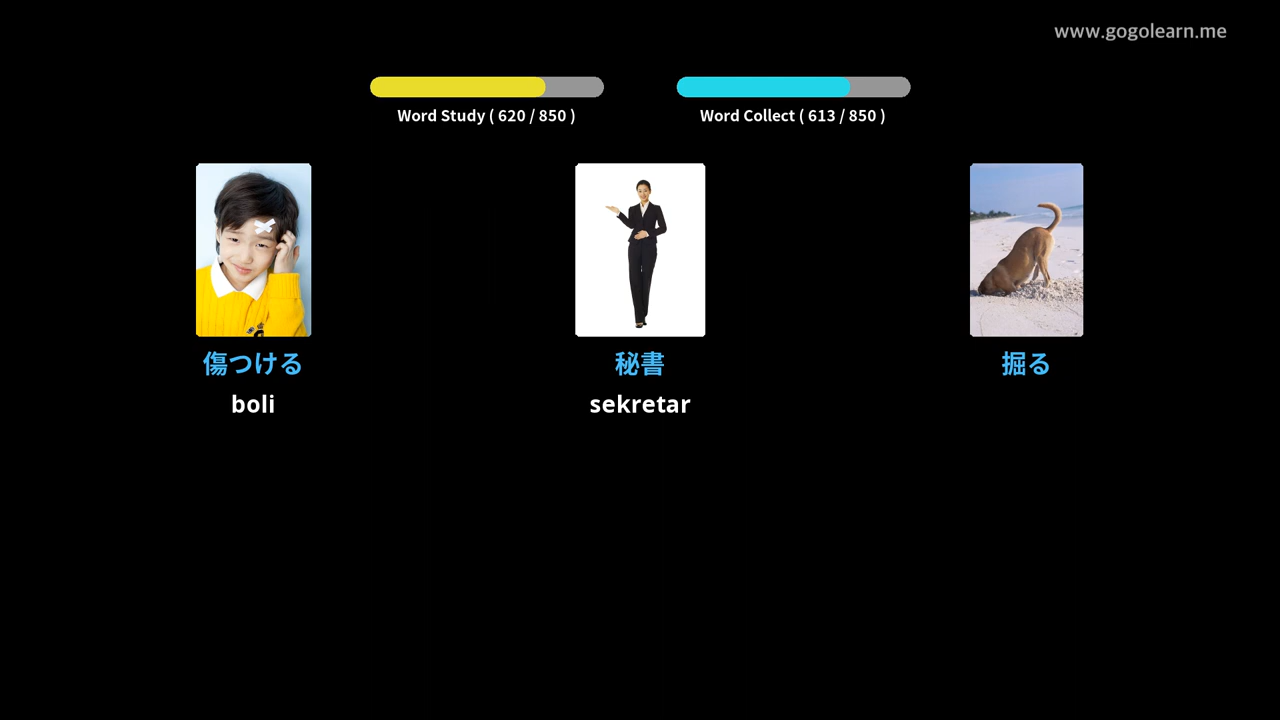 www.gogolearn.me
Word Study ( 620 / 850 )
Word Collect ( 613 / 850 )
傷つける
秘書
掘る
boli
sekretar